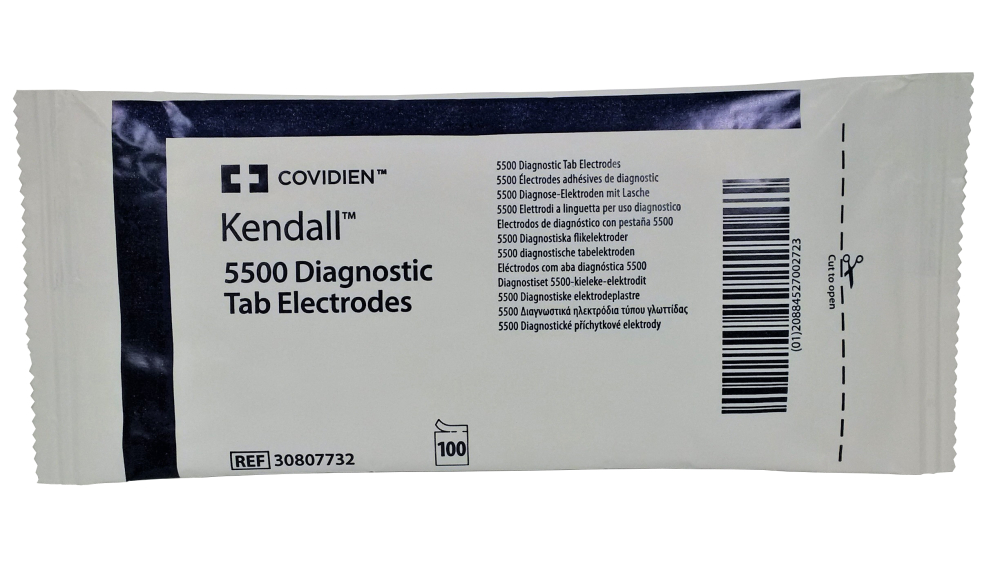 COVIDIEN™
Kendall™
5500 Diagnostic
Tab Electrodes
REF 30807732
100
5500 Diagnostic Tab Electrodes
5500 Électrodes adhésives de diagnostic
5500 Diagnose-Elektroden mit Lasche
5500 Elettrodi a linguetta per uso diagnostico
Electrodos de diagnóstico con pestaña 5500
5500 Diagnostiska flikelektroder
5500 diagnostische tabelektroden
Eléctrodos com aba diagnóstica 5500
Diagnostiset 5500-kieleke-elektrodit
5500 Diagnostiske elektrodeplastre
5500 Διαγνωστικά ηλεκτρόδια τύπου γλωττίδας
5500 Diagnostické příchytkové elektrody
(01)20884527002723
Cut to open